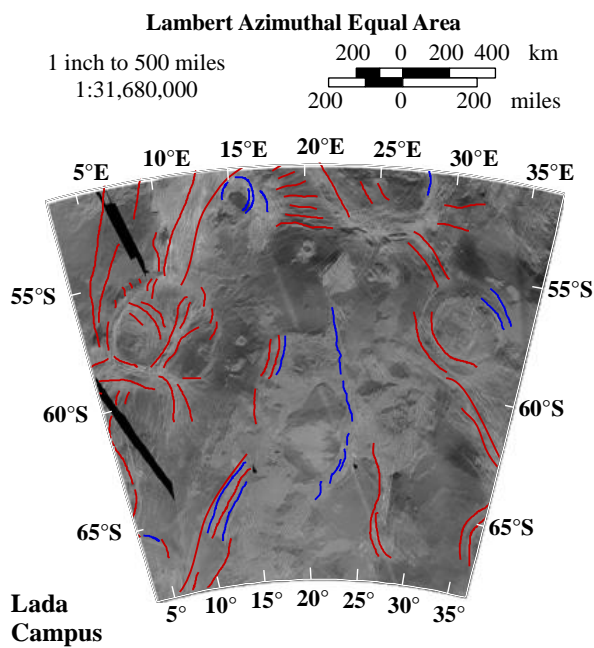 Lambert Azimuthal Equal Area
1 inch to 500 miles
1:31,680,000
200 0 200 400 km
200 0 200 miles
5°E 10°E 15°E 20°E 25°E 30°E 35°E
55°S 55°S
60°S 60°S
65°S 65°S
5° 10° 15° 20° 25° 30° 35°
Lada
Campus